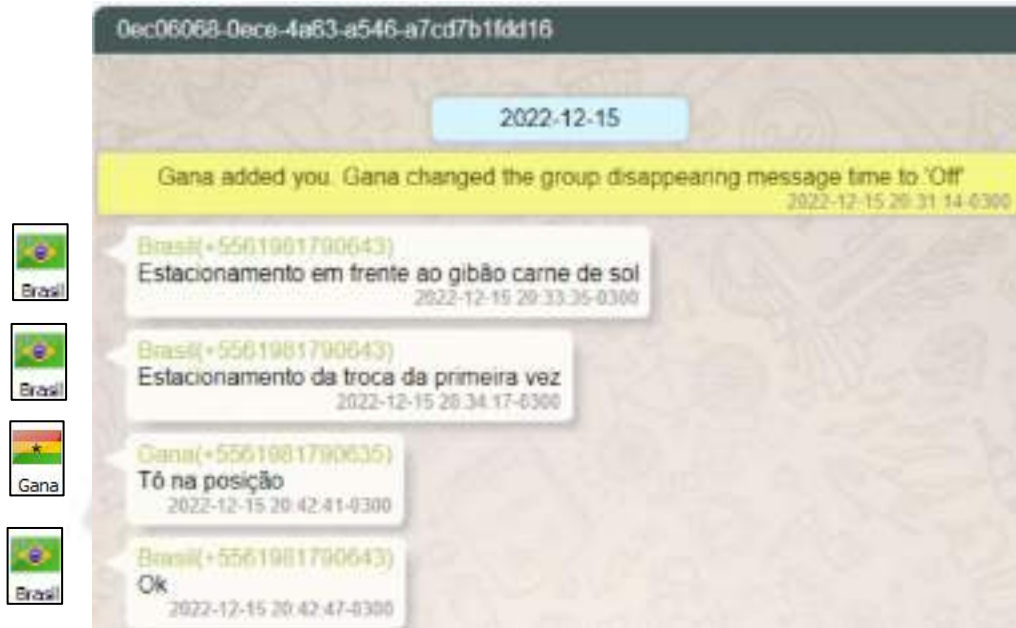 0ec06068-0ece-4a63-a546-a7cd7b1fdd16
2022-12-15
Gana added you. Gana changed the group disappearing message time to 'Off'
2022-12-15 20:31:14-0300
Brasil
Brasil(+5561981790643)
Estacionamento em frente ao gibão carne de sol
2022-12-15 20:33:35-0300
Brasil
Brasil(+5561981790643)
Estacionamento da troca da primeira vez
2022-12-15 20:34:17-0300
Gana
Gana(+5561981790635)
Tô na posição
2022-12-15 20:42:41-0300
Brasil
Brasil(+5561981790643)
Ok
2022-12-15 20:42:47-0300